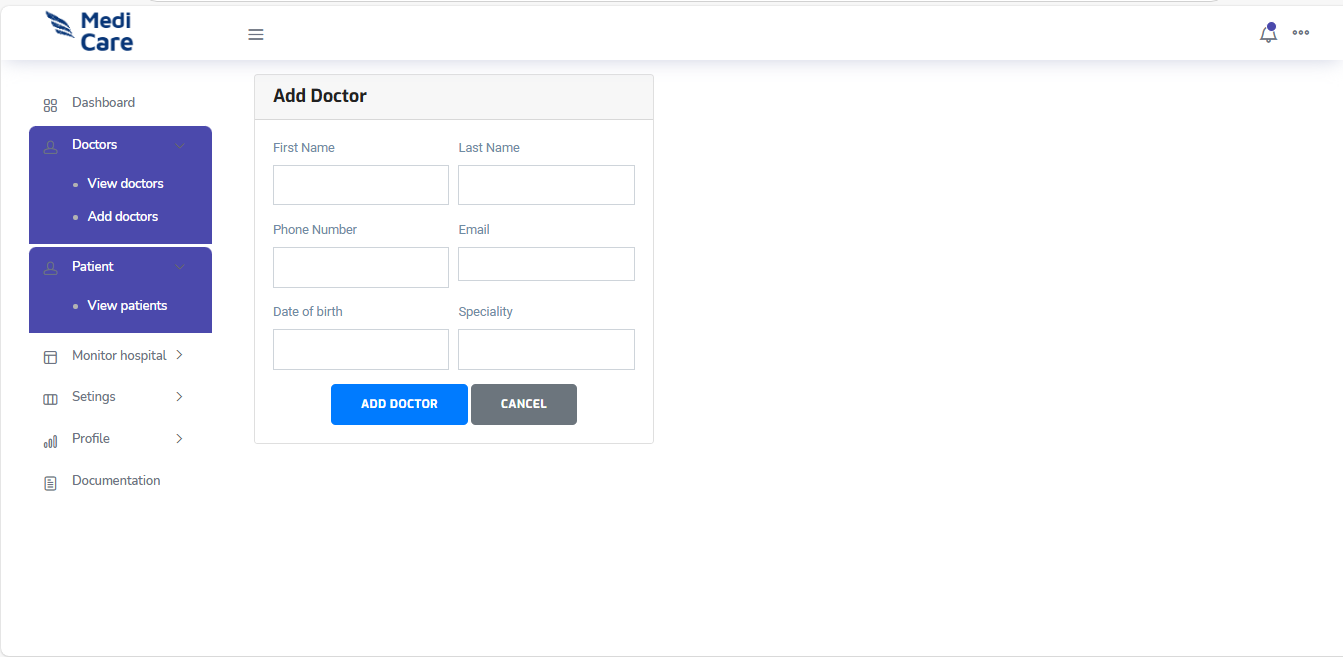 Medi
Care
Dashboard
Doctors
View doctors
Add doctors
Patient
View patients
Monitor hospital
Setings
Profile
Documentation
Add Doctor
First Name Last Name
Phone Number Email
Date of birth Speciality
ADD DOCTOR CANCEL